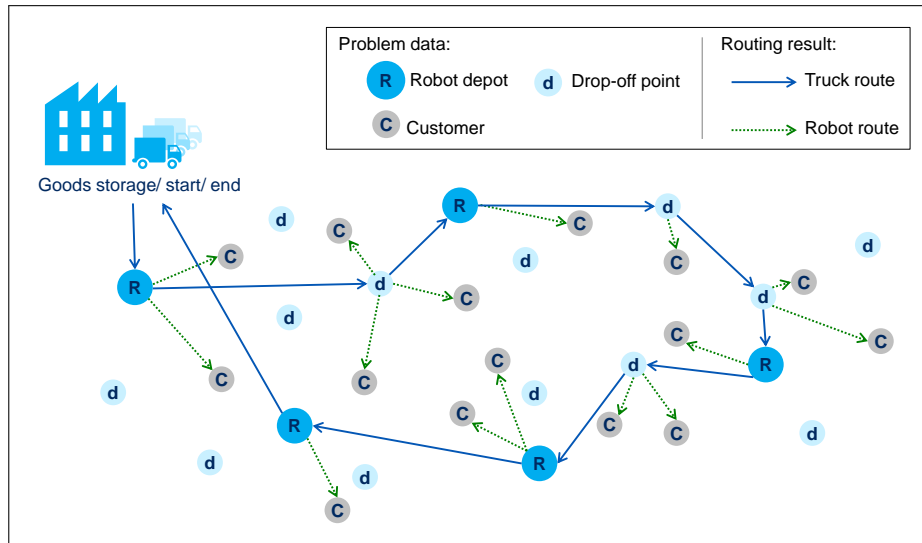 Problem data:
Routing result:
R Robot depot
d Drop-off point
Truck route
C Customer
Robot route
Goods storage/ start/ end
R
d
d
C
C
d
C
d
C
R
d
d
C
d
C
C
d
C
C
R
C
d
C
R
d
C
d
R
C
C
C
C
d
d
R
d
C